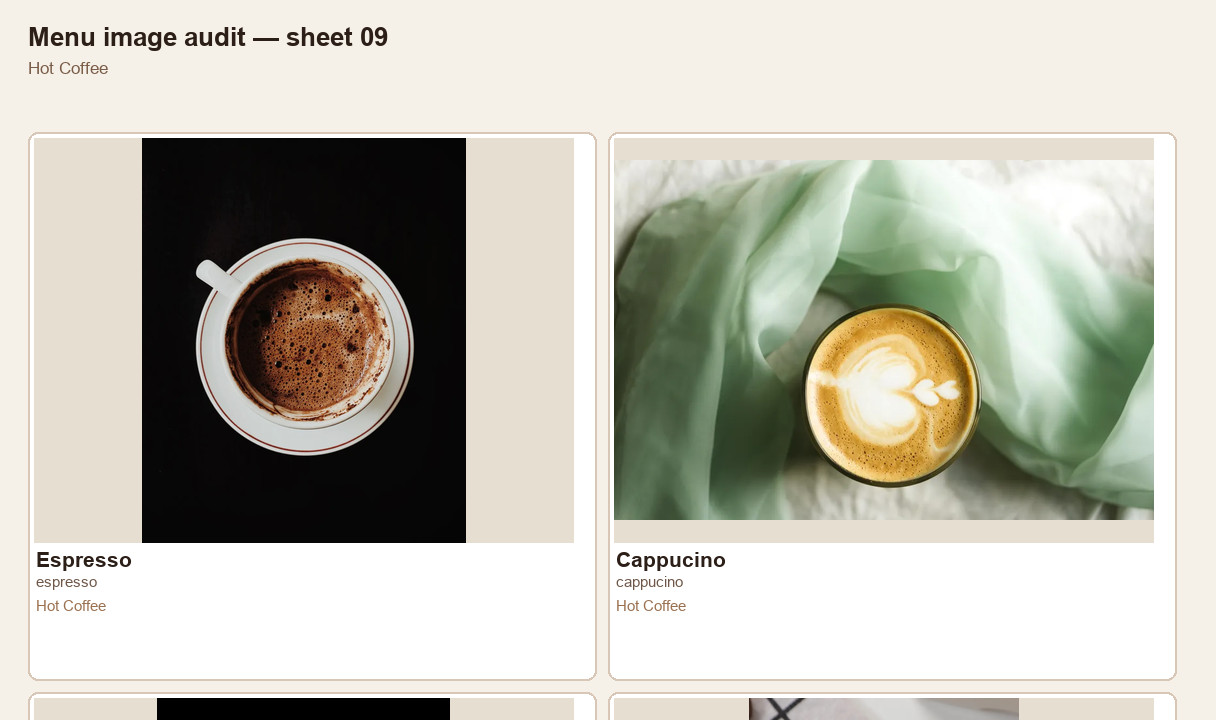 Menu image audit — sheet 09
Hot Coffee
Espresso
espresso
Hot Coffee
Cappucino
cappucino
Hot Coffee